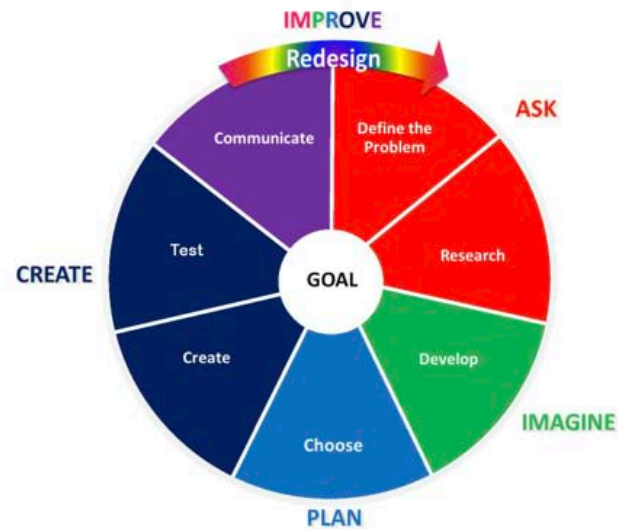 IMPROVE
Redesign
ASK
Communicate
Define the
Problem
Test
Research
CREATE
GOAL
Create
Develop
IMAGINE
Choose
PLAN